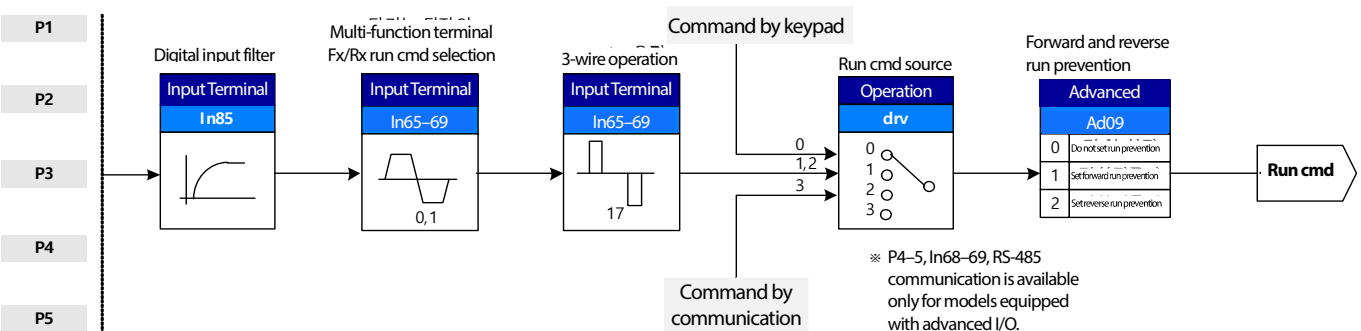 P1
P2
P3
P4
P5
Digital input filter
Input Terminal
In85
Multi-function terminal
Fx/Rx run cmd selection
Input Terminal
In65–69
0,1
3-wire operation
Input Terminal
In65–69
17
Command by keypad
0
1,2
3
Command by
communication
Run cmd source
Operation
drv
0
1
2
3
※ P4–5, In68–69, RS-485
communication is available
only for models equipped
with advanced I/O.
Forward and reverse
run prevention
Advanced
Ad09
0 Do not set run prevention
1 Set forward run prevention
2 Set reverse run prevention
Run cmd